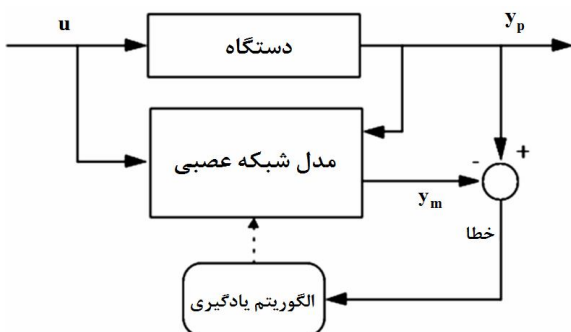 u
دستگاه
y_p
مدل شبکه عصبی
-
+
y_m
خطا
الگوریتم یادگیری